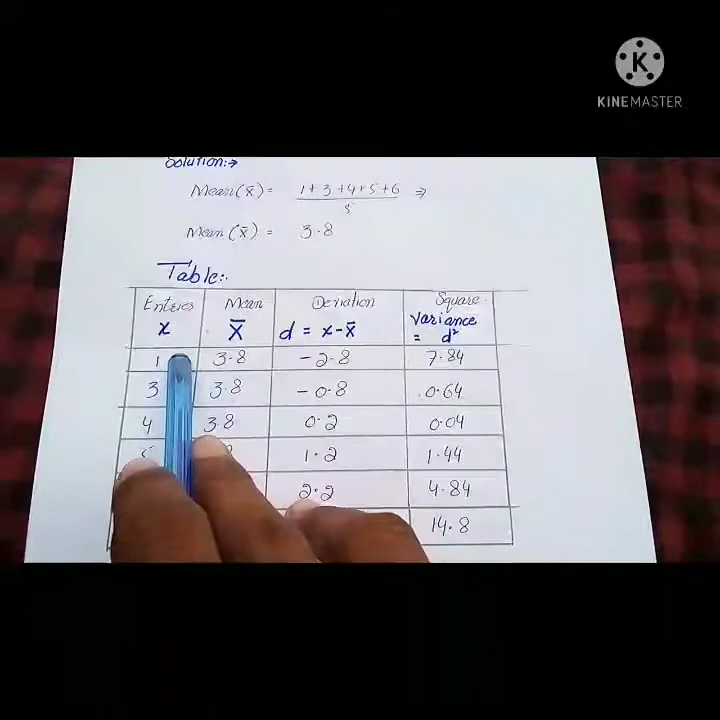 KINEMASTER
Solution:→
Mean(x̄) = 1+3+4+5+6 ⇒
5
Mean(x̄) = 3.8
Table:.
Entries Mean Deviation Square
x X̄ d = x-x̄ Variance
= d²
1 3.8 -2.8 7.84
3 3.8 -0.8 0.64
4 3.8 0.2 0.04
1.2 1.44
2.2 4.84
14.8